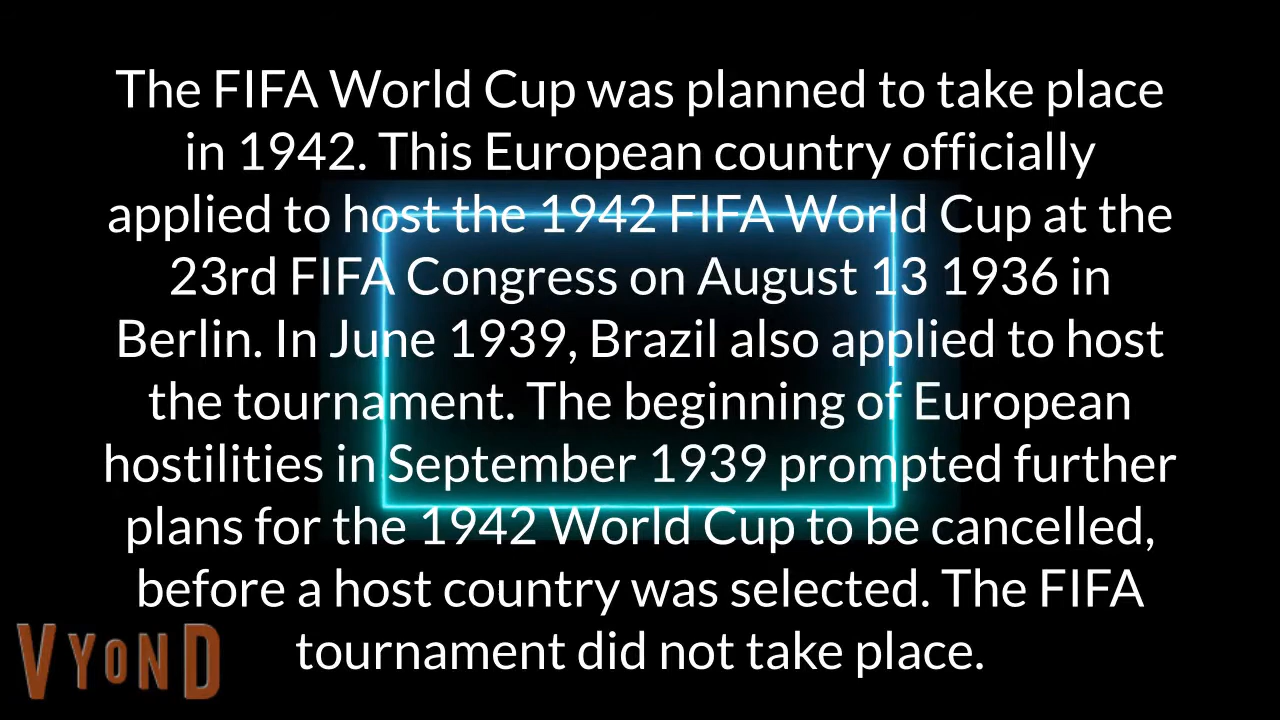 The FIFA World Cup was planned to take place
in 1942. This European country officially
applied to host the 1942 FIFA World Cup at the
23rd FIFA Congress on August 13 1936 in
Berlin. In June 1939, Brazil also applied to host
the tournament. The beginning of European
hostilities in September 1939 prompted further
plans for the 1942 World Cup to be cancelled,
before a host country was selected. The FIFA
tournament did not take place.
VYOND